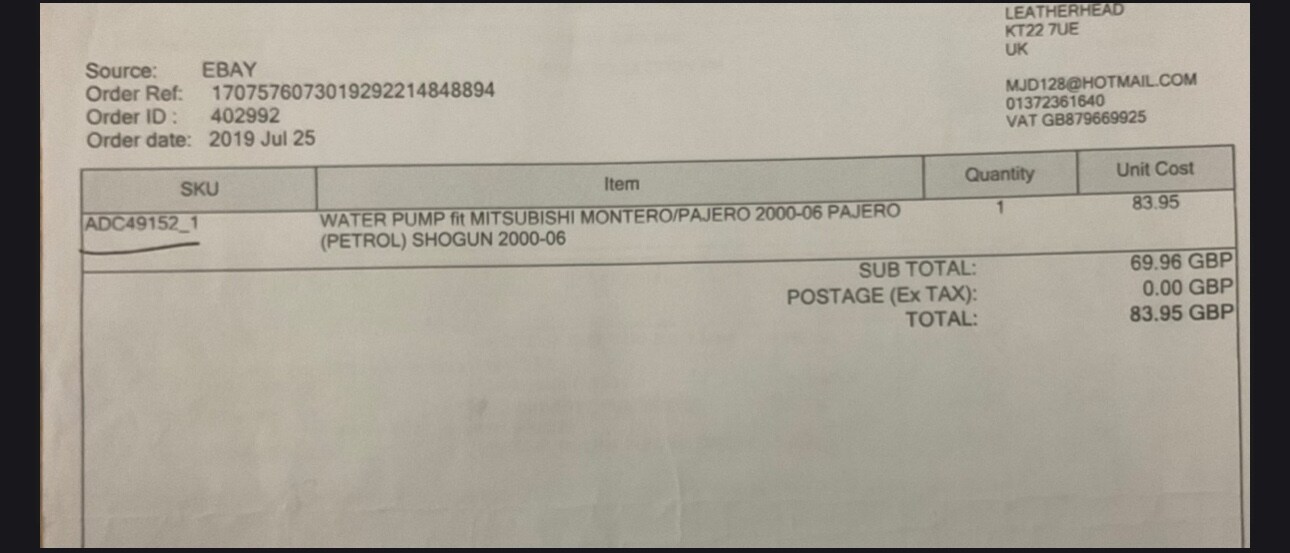 LEATHERHEAD
KT22 7UE
UK
Source: EBAY
Order Ref: 1707576073019292214848894
Order ID : 402992
Order date: 2019 Jul 25
MJD128@HOTMAIL.COM
01372361640
VAT GB879669925
SKU Item Quantity Unit Cost
ADC49152_1 WATER PUMP fit MITSUBISHI MONTERO/PAJERO 2000-06 PAJERO 1 83.95
(PETROL) SHOGUN 2000-06
SUB TOTAL: 69.96 GBP
POSTAGE (Ex TAX): 0.00 GBP
TOTAL: 83.95 GBP